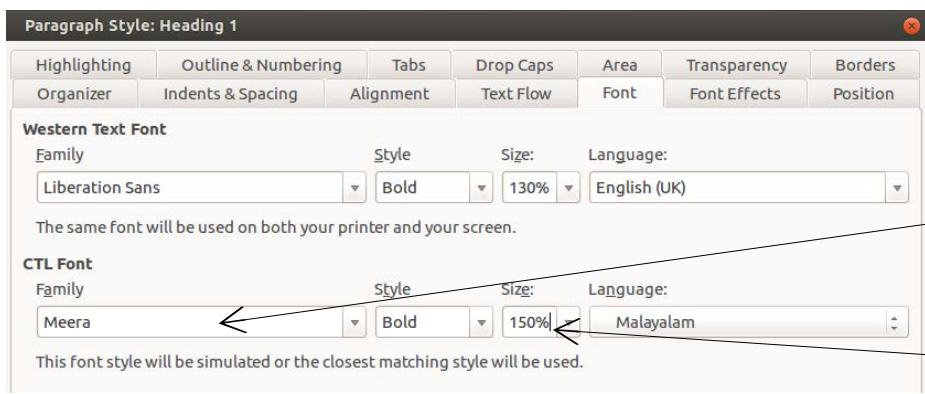 Paragraph Style: Heading 1
Highlighting Outline & Numbering Tabs Drop Caps Area Transparency Borders
Organizer Indents & Spacing Alignment Text Flow Font Font Effects Position
Western Text Font
Family Style Size: Language:
Liberation Sans Bold 130% English (UK)
The same font will be used on both your printer and your screen.
CTL Font
Family Style Size: Language:
Meera Bold 150% Malayalam
This font style will be simulated or the closest matching style will be used.